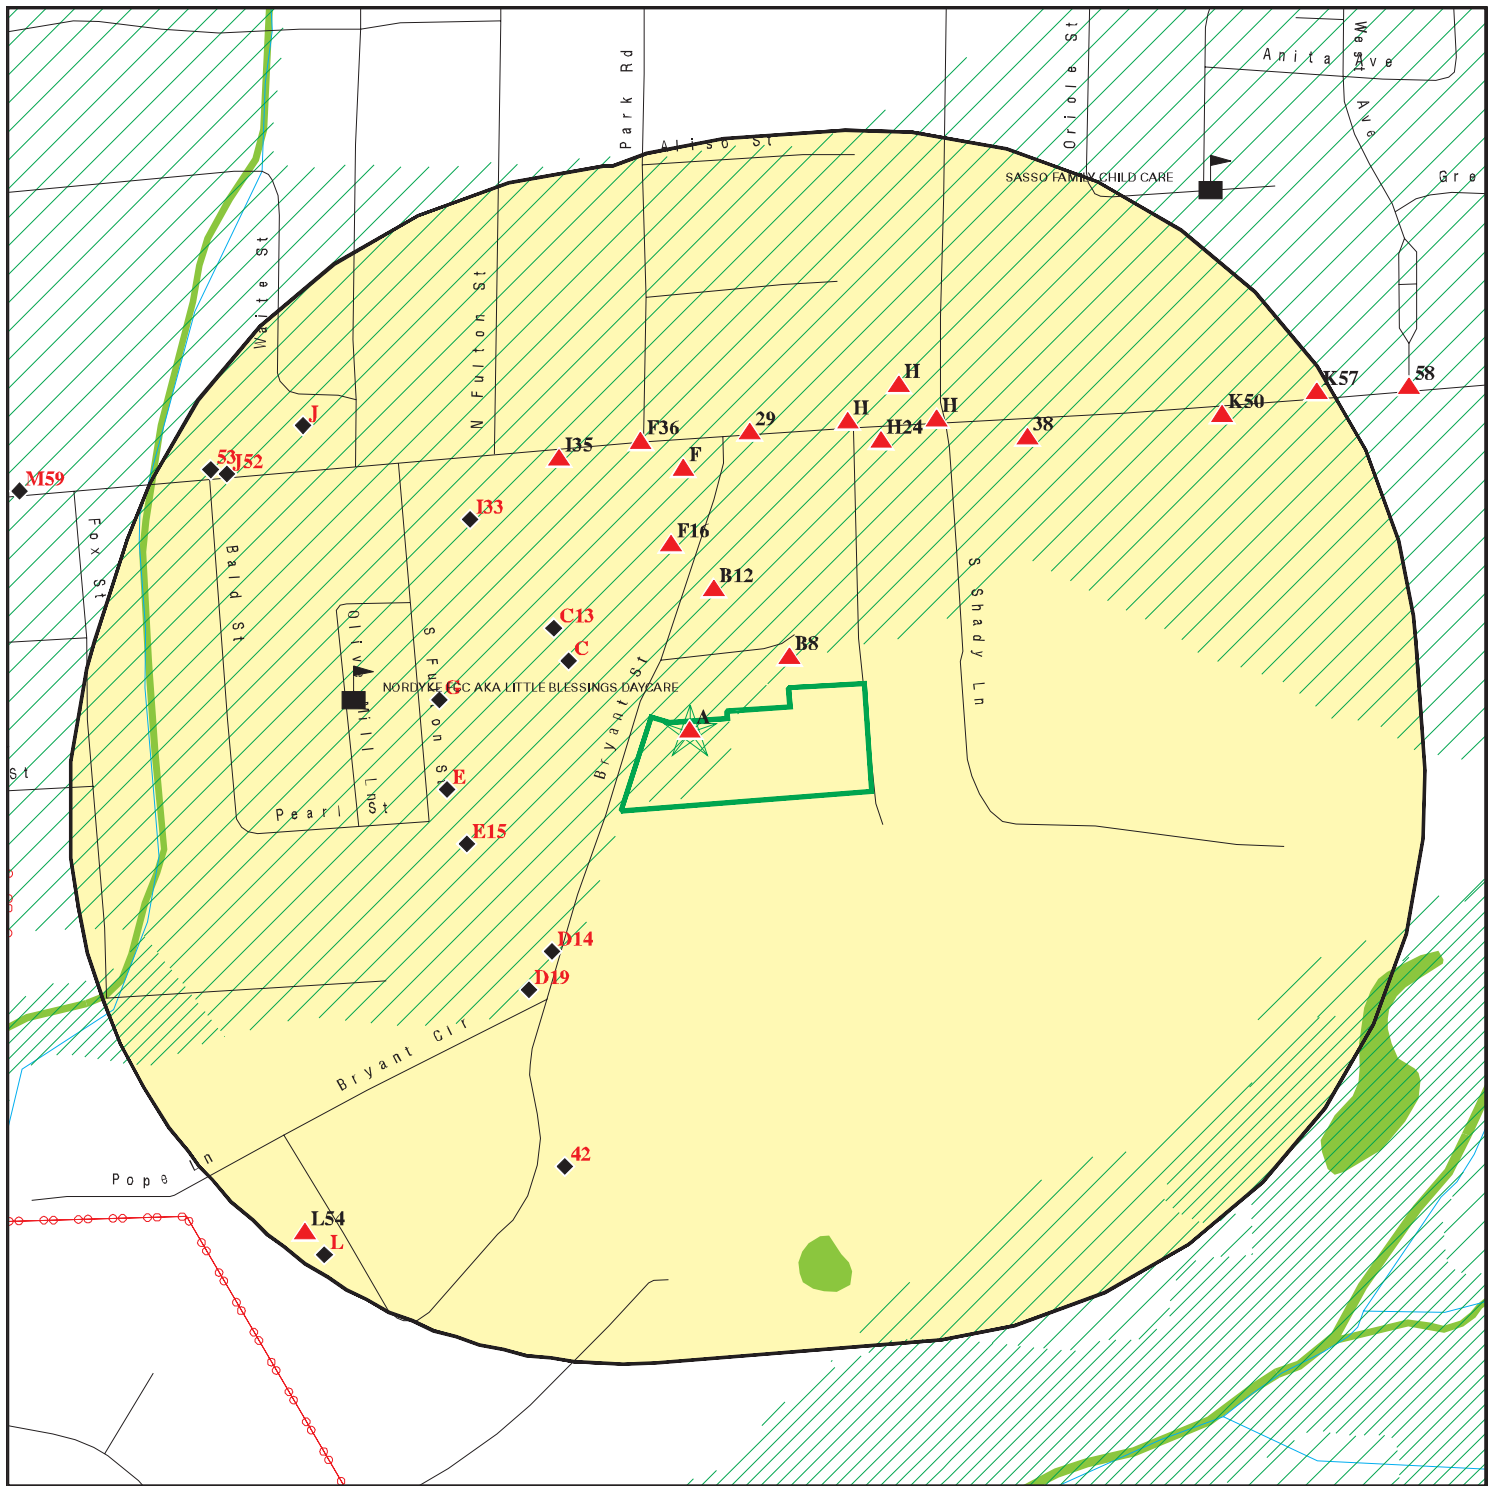 Park Rd
Oriole St
West Ave
Anita Ave
Aliso St
SASSO FAMILY CHILD CARE
Gre
Waite St
N Fulton St
H
K57
58
J
F36
29
H
H
H24
38
K50
I35
F
53
J52
M59
I33
Fox St
Bald St
F16
B12
S Shady Ln
C13
C
B8
Olive Mill Ln
S Fulton St
NORDYKE FCC AKA LITTLE BLESSINGS DAYCARE
G
Bryant St
A
St
E
Pearl St
E15
D14
D19
Bryant Cir
42
Pope Ln
L54
L